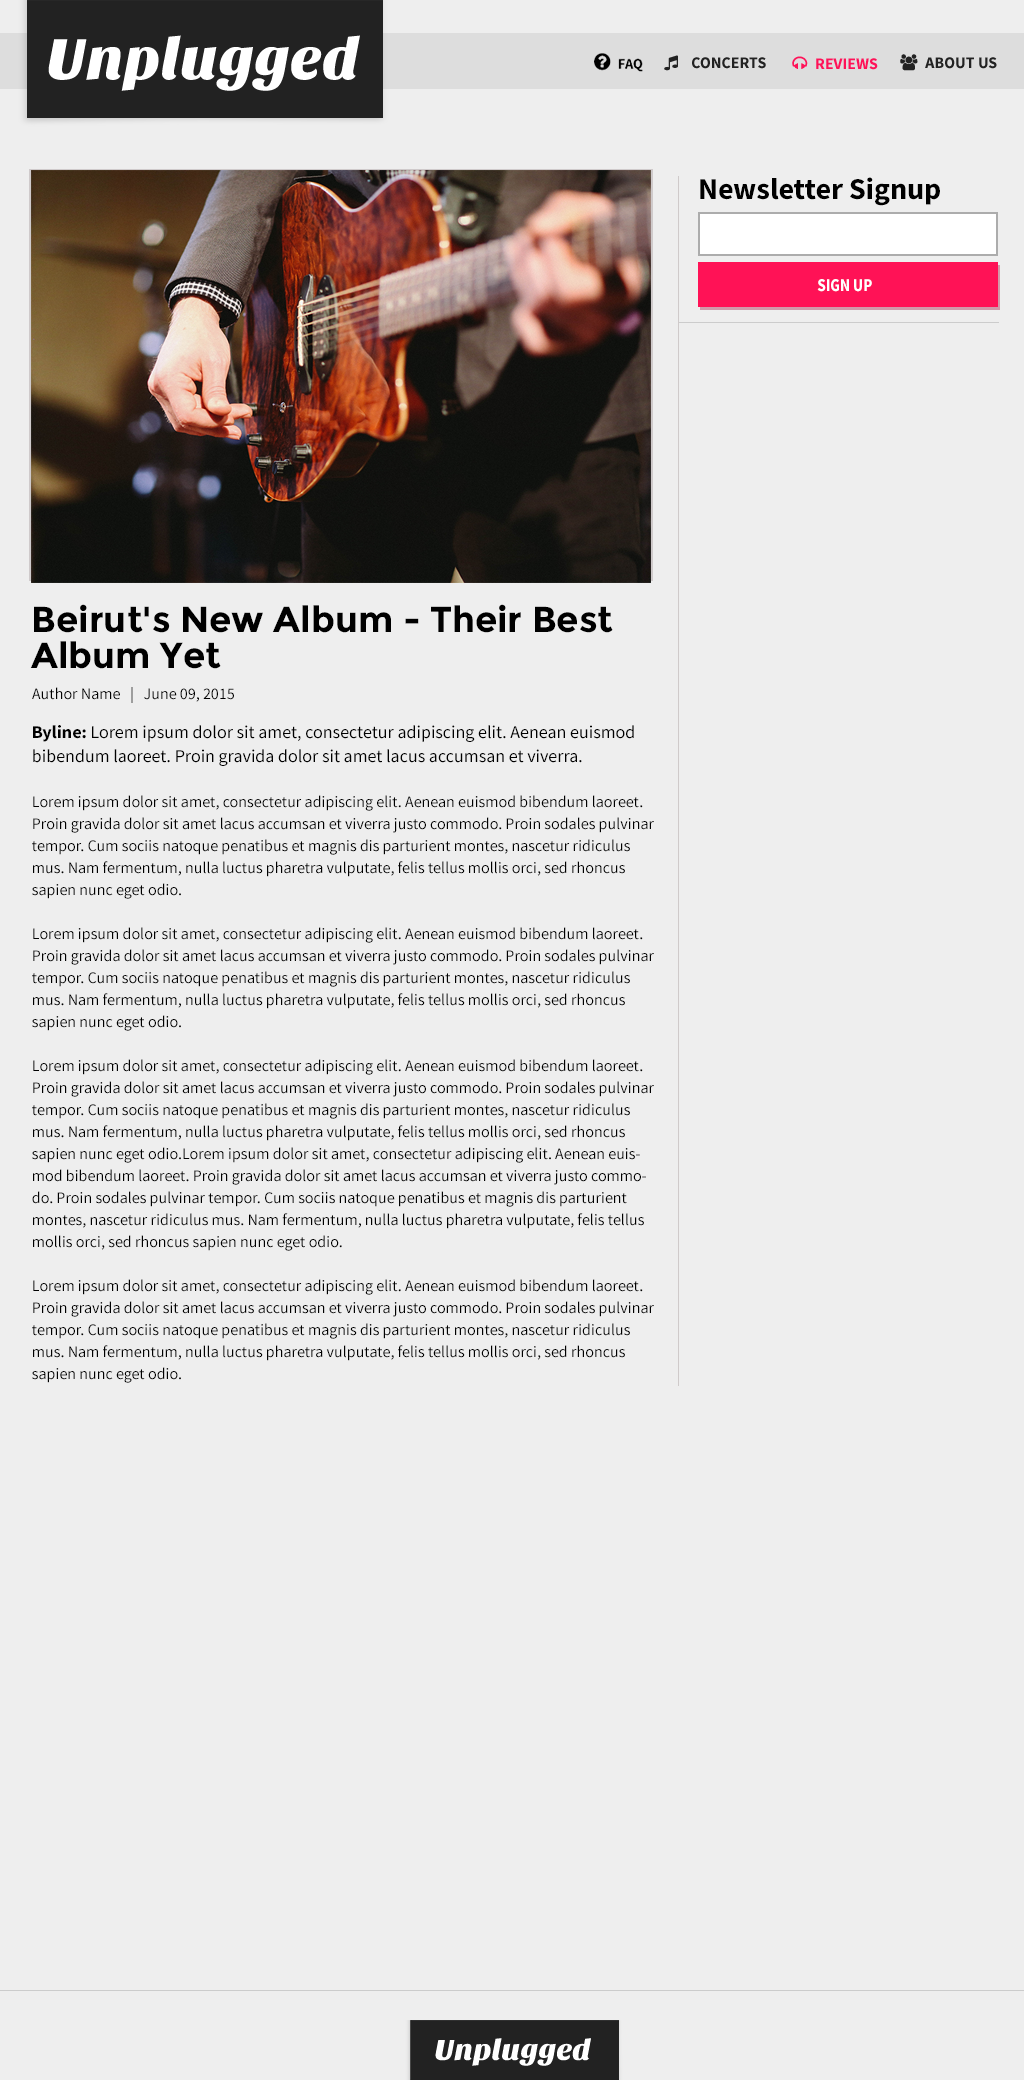 Unplugged
FAQ CONCERTS REVIEWS ABOUT US
Newsletter Signup
SIGN UP
Beirut's New Album - Their Best
Album Yet
Author Name | June 09, 2015
Byline: Lorem ipsum dolor sit amet, consectetur adipiscing elit. Aenean euismod
bibendum laoreet. Proin gravida dolor sit amet lacus accumsan et viverra.
Lorem ipsum dolor sit amet, consectetur adipiscing elit. Aenean euismod bibendum laoreet.
Proin gravida dolor sit amet lacus accumsan et viverra justo commodo. Proin sodales pulvinar
tempor. Cum sociis natoque penatibus et magnis dis parturient montes, nascetur ridiculus
mus. Nam fermentum, nulla luctus pharetra vulputate, felis tellus mollis orci, sed rhoncus
sapien nunc eget odio.
Lorem ipsum dolor sit amet, consectetur adipiscing elit. Aenean euismod bibendum laoreet.
Proin gravida dolor sit amet lacus accumsan et viverra justo commodo. Proin sodales pulvinar
tempor. Cum sociis natoque penatibus et magnis dis parturient montes, nascetur ridiculus
mus. Nam fermentum, nulla luctus pharetra vulputate, felis tellus mollis orci, sed rhoncus
sapien nunc eget odio.
Lorem ipsum dolor sit amet, consectetur adipiscing elit. Aenean euismod bibendum laoreet.
Proin gravida dolor sit amet lacus accumsan et viverra justo commodo. Proin sodales pulvinar
tempor. Cum sociis natoque penatibus et magnis dis parturient montes, nascetur ridiculus
mus. Nam fermentum, nulla luctus pharetra vulputate, felis tellus mollis orci, sed rhoncus
sapien nunc eget odio.Lorem ipsum dolor sit amet, consectetur adipiscing elit. Aenean euis-
mod bibendum laoreet. Proin gravida dolor sit amet lacus accumsan et viverra justo commo-
do. Proin sodales pulvinar tempor. Cum sociis natoque penatibus et magnis dis parturient
montes, nascetur ridiculus mus. Nam fermentum, nulla luctus pharetra vulputate, felis tellus
mollis orci, sed rhoncus sapien nunc eget odio.
Lorem ipsum dolor sit amet, consectetur adipiscing elit. Aenean euismod bibendum laoreet.
Proin gravida dolor sit amet lacus accumsan et viverra justo commodo. Proin sodales pulvinar
tempor. Cum sociis natoque penatibus et magnis dis parturient montes, nascetur ridiculus
mus. Nam fermentum, nulla luctus pharetra vulputate, felis tellus mollis orci, sed rhoncus
sapien nunc eget odio.
Unplugged